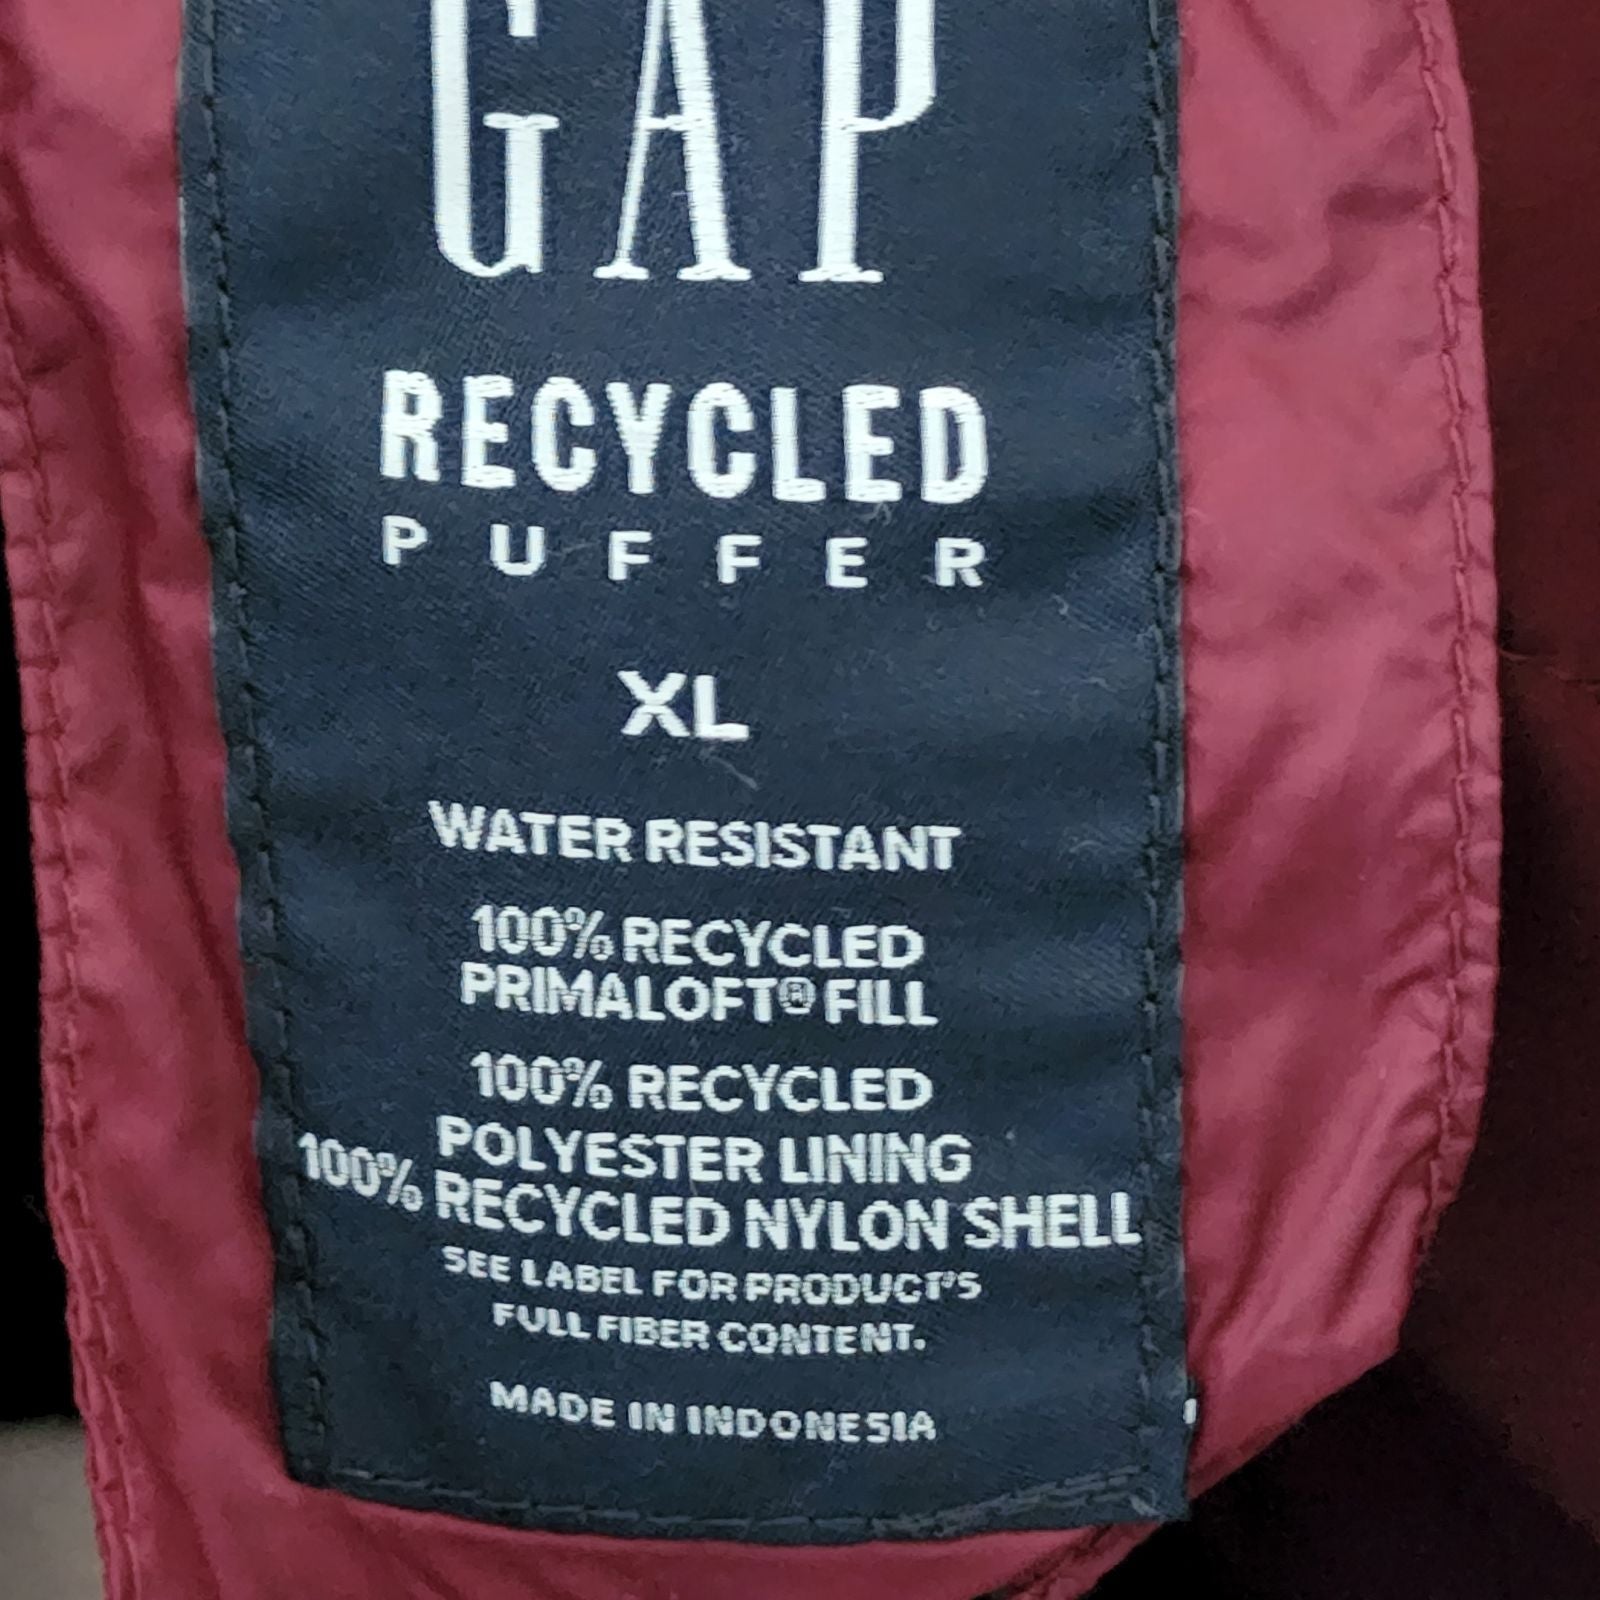 GAP
RECYCLED
PUFFER
XL
WATER RESISTANT
100% RECYCLED
PRIMALOFT® FILL
100% RECYCLED
POLYESTER LINING
100% RECYCLED NYLON SHELL
SEE LABEL FOR PRODUCT'S
FULL FIBER CONTENT.
MADE IN INDONESIA